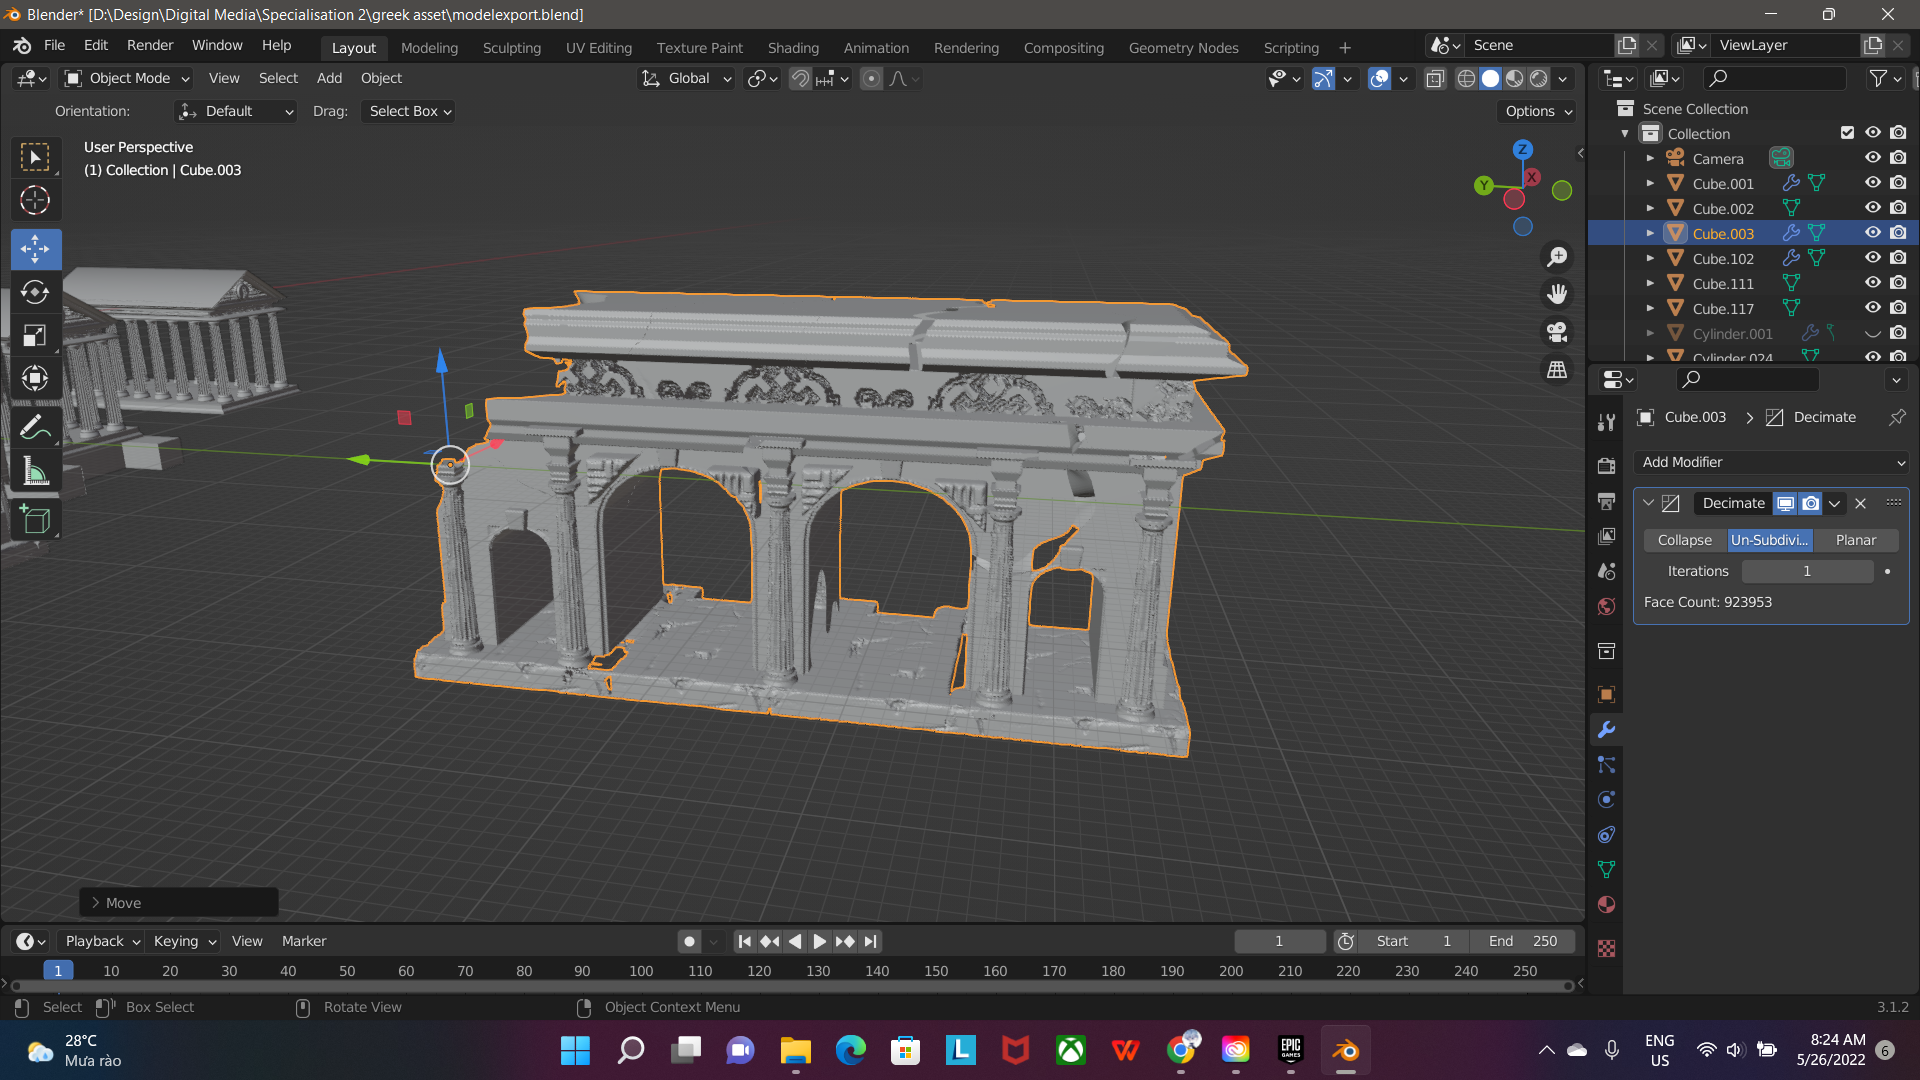 Blender* [D:\Design\Digital Media\Specialisation 2\greek asset\modelexport.blend]
File Edit Render Window Help
Layout Modeling Sculpting UV Editing Texture Paint Shading Animation Rendering Compositing Geometry Nodes Scripting +
Scene
ViewLayer
Object Mode View Select Add Object
Global
Orientation: Default Drag: Select Box
Options
User Perspective
(1) Collection | Cube.003
Z
Y
X
Scene Collection
Collection
Camera
Cube.001
Cube.002
Cube.003
Cube.102
Cube.111
Cube.117
Cylinder.001
Cylinder.024
Cube.003 > Decimate
Add Modifier
Decimate
Collapse Un-Subdivi... Planar
Iterations 1
Face Count: 923953
> Move
Playback Keying View Marker
1 Start 1 End 250
1 10 20 30 40 50 60 70 80 90 100 110 120 130 140 150 160 170 180 190 200 210 220 230 240 250
Select Box Select Rotate View Object Context Menu
3.1.2
28°C
Mưa rào
L
W
EPIC
GAMES
ENG
US
8:24 AM
5/26/2022
6